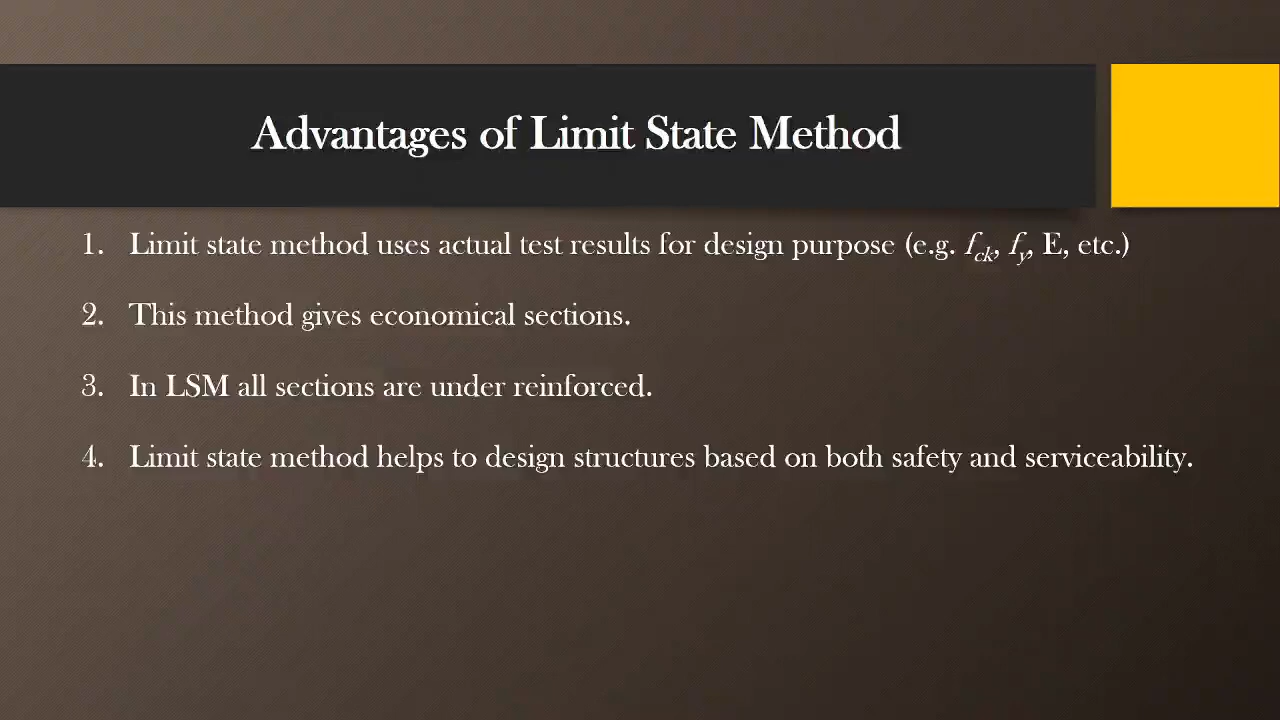 Advantages of Limit State Method
1. Limit state method uses actual test results for design purpose (e.g. fck, fy, E, etc.)
2. This method gives economical sections.
3. In LSM all sections are under reinforced.
4. Limit state method helps to design structures based on both safety and serviceability.